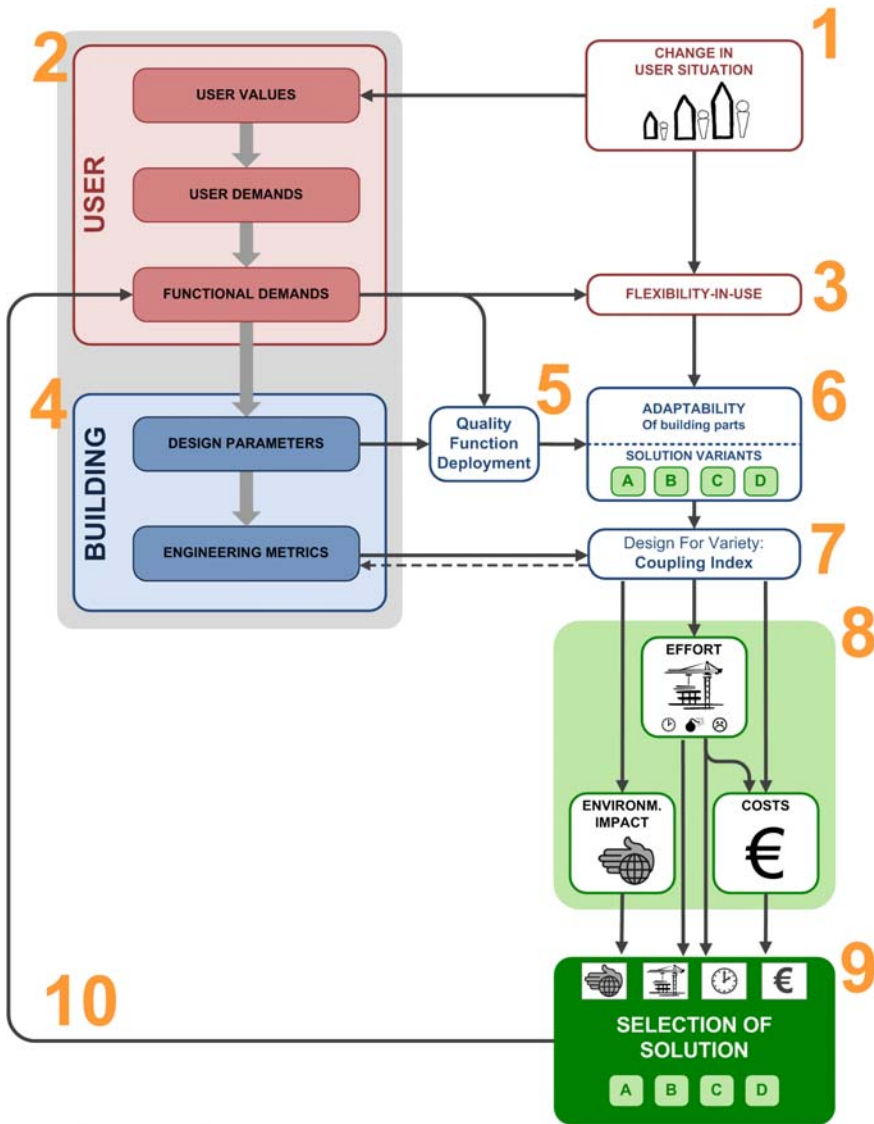 1
CHANGE IN
USER SITUATION
2
USER
USER VALUES
USER DEMANDS
FUNCTIONAL DEMANDS
3
FLEXIBILITY-IN-USE
4
BUILDING
DESIGN PARAMETERS
ENGINEERING METRICS
5
Quality
Function
Deployment
6
ADAPTABILITY
Of building parts
SOLUTION VARIANTS
A B C D
7
Design For Variety:
Coupling Index
8
EFFORT
ENVIRONM.
IMPACT
COSTS
€
9
€
SELECTION OF
SOLUTION
A B C D
10